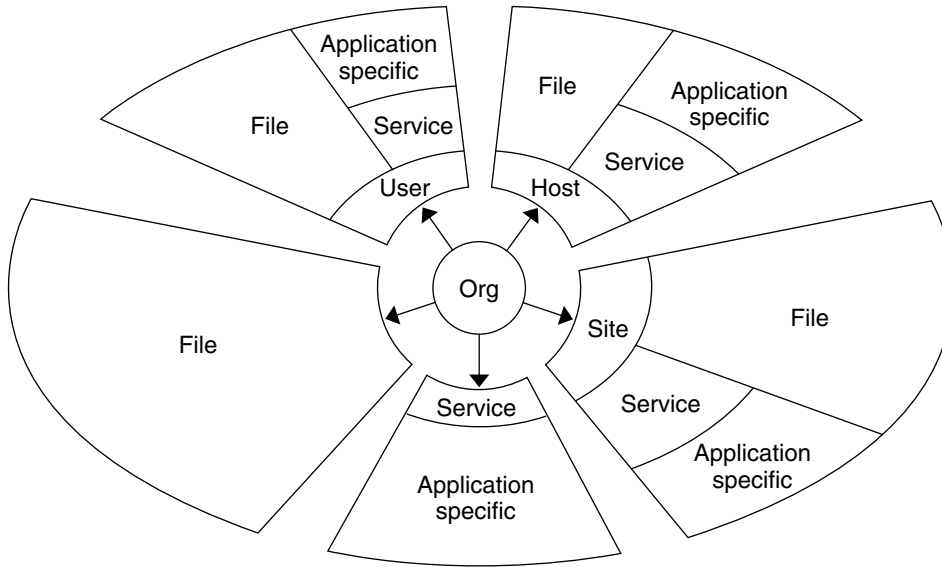 Application
specific
File
Service
User
File
Application
specific
Service
Host
Org
File
Site
File
Service
Application
specific
Service
Application
specific